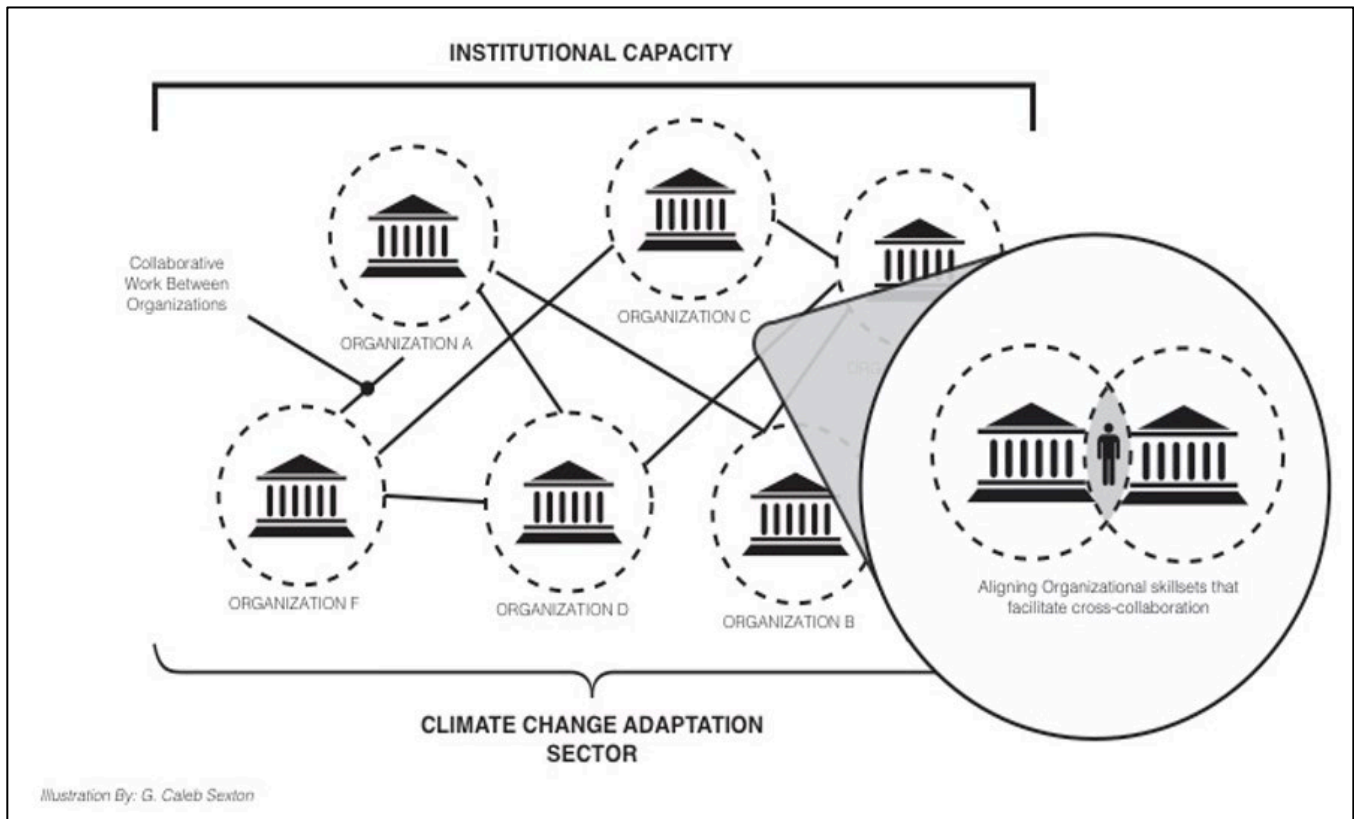 INSTITUTIONAL CAPACITY
Collaborative
Work Between
Organizations
ORGANIZATION A
ORGANIZATION C
ORGANIZATION F
ORGANIZATION D
ORGANIZATION B
Aligning Organizational skillsets that
facilitate cross-collaboration
CLIMATE CHANGE ADAPTATION
SECTOR
Illustration By: G. Caleb Sexton